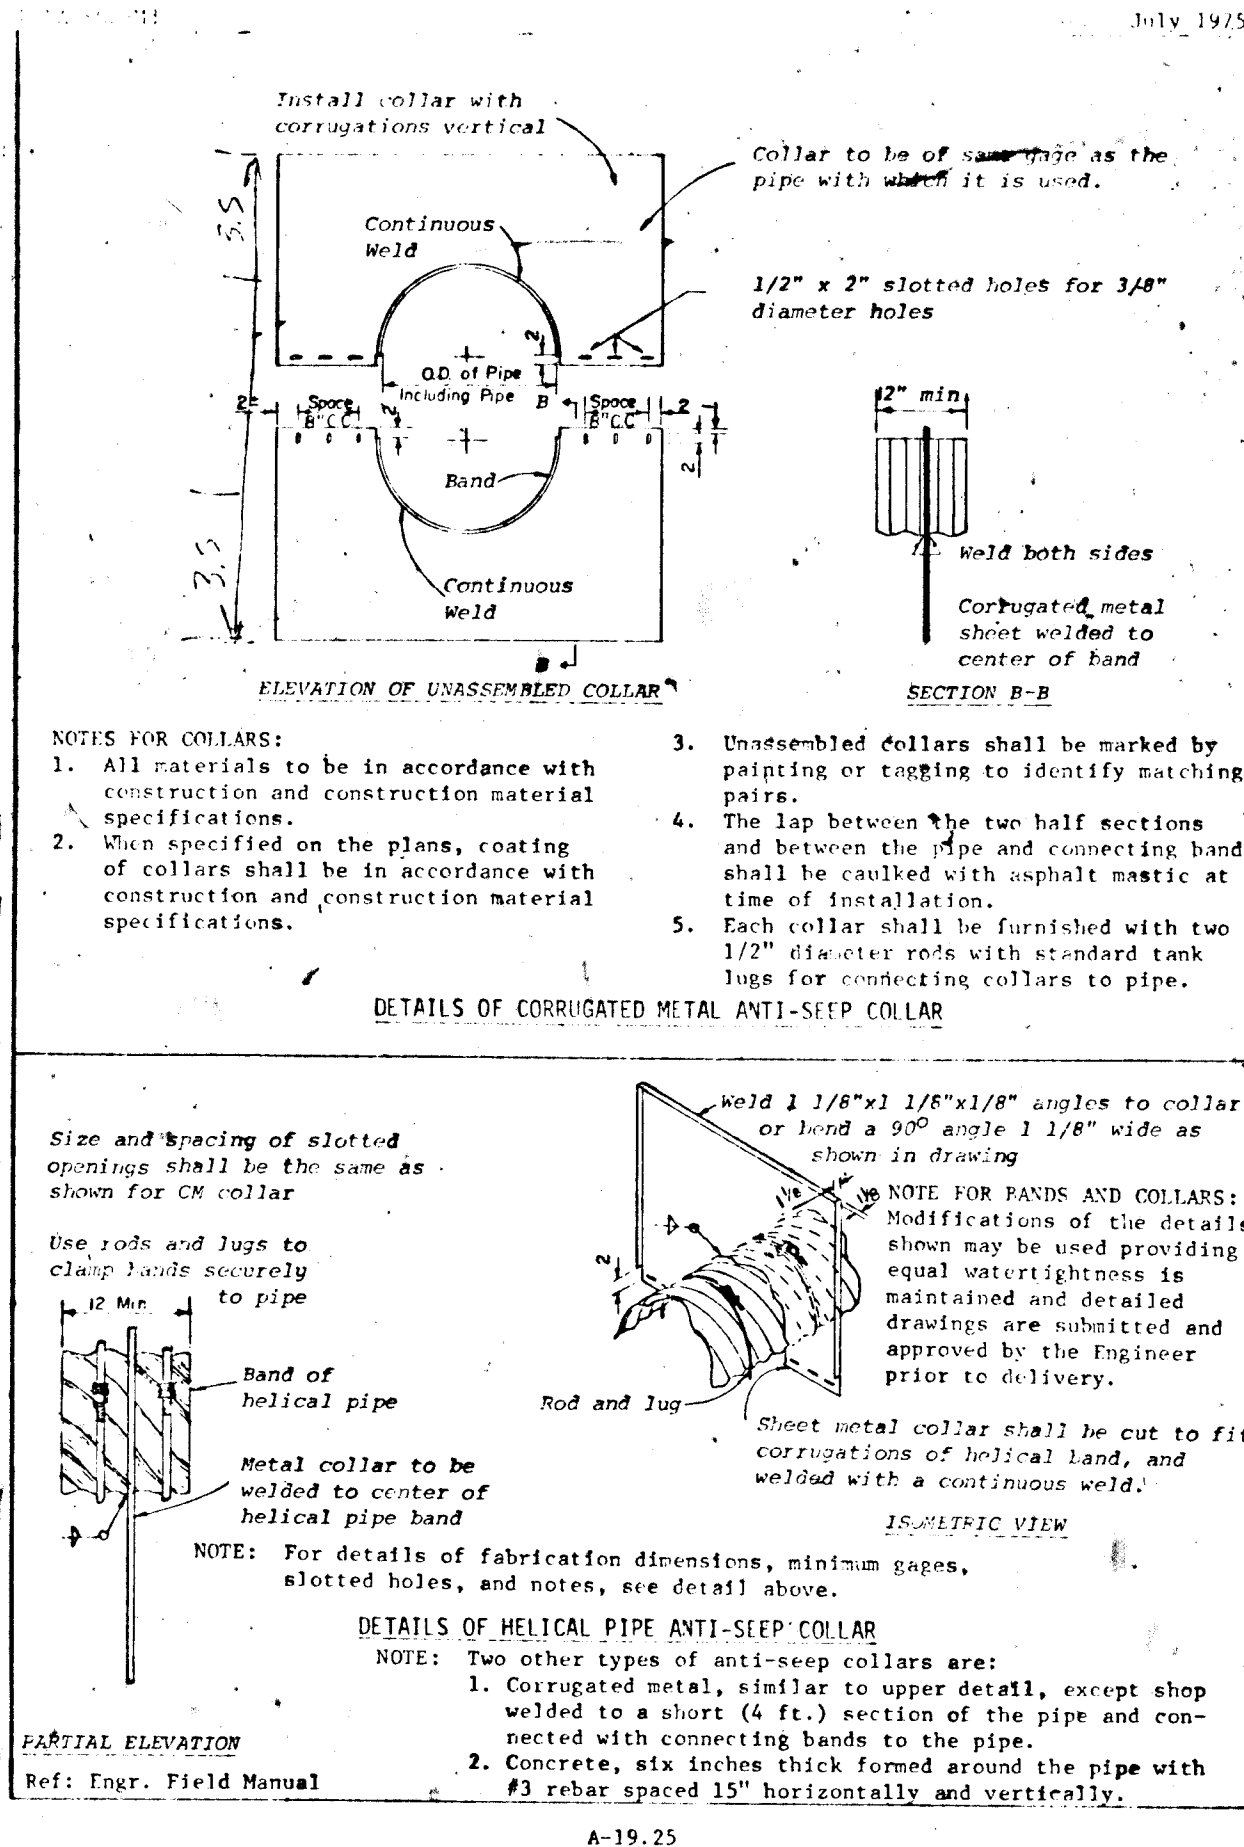 July 1975
Install collar with
corrugations vertical
Collar to be of same gage as the
pipe with which it is used.
3.5
Continuous
Weld
1/2" x 2" slotted holes for 3/8"
diameter holes
2
O.D. of Pipe
Including Pipe
B
2"
Space
8" C.C
2
Space
8" C.C
2
2
Band
3.5
Continuous
Weld
B
ELEVATION OF UNASSEMBLED COLLAR
12" min
Weld both sides
Corrugated metal
sheet welded to
center of band
SECTION B-B
NOTES FOR COLLARS:
1. All materials to be in accordance with
construction and construction material
specifications.
2. When specified on the plans, coating
of collars shall be in accordance with
construction and construction material
specifications.
3. Unassembled collars shall be marked by
painting or tagging to identify matching
pairs.
4. The lap between the two half sections
and between the pipe and connecting band
shall be caulked with asphalt mastic at
time of installation.
5. Each collar shall be furnished with two
1/2" diameter rods with standard tank
lugs for connecting collars to pipe.
DETAILS OF CORRUGATED METAL ANTI-SEEP COLLAR
Size and spacing of slotted
openings shall be the same as
shown for CM collar
Use rods and lugs to
clamp bands securely
to pipe
12 Min.
Band of
helical pipe
Metal collar to be
welded to center of
helical pipe band
Weld 1 1/8"x1 1/8"x1/8" angles to collar
or bend a 90° angle 1 1/8" wide as
shown in drawing
1 1/8
1 1/8
2
NOTE FOR BANDS AND COLLARS:
Modifications of the details
shown may be used providing
equal watertightness is
maintained and detailed
drawings are submitted and
approved by the Engineer
prior to delivery.
Rod and lug
Sheet metal collar shall be cut to fit
corrugations of helical band, and
welded with a continuous weld.
ISOMETRIC VIEW
NOTE: For details of fabrication dimensions, minimum gages,
slotted holes, and notes, see detail above.
DETAILS OF HELICAL PIPE ANTI-SEEP COLLAR
NOTE: Two other types of anti-seep collars are:
1. Corrugated metal, similar to upper detail, except shop
welded to a short (4 ft.) section of the pipe and con-
nected with connecting bands to the pipe.
2. Concrete, six inches thick formed around the pipe with
#3 rebar spaced 15" horizontally and vertically.
PARTIAL ELEVATION
Ref: Engr. Field Manual
A-19.25